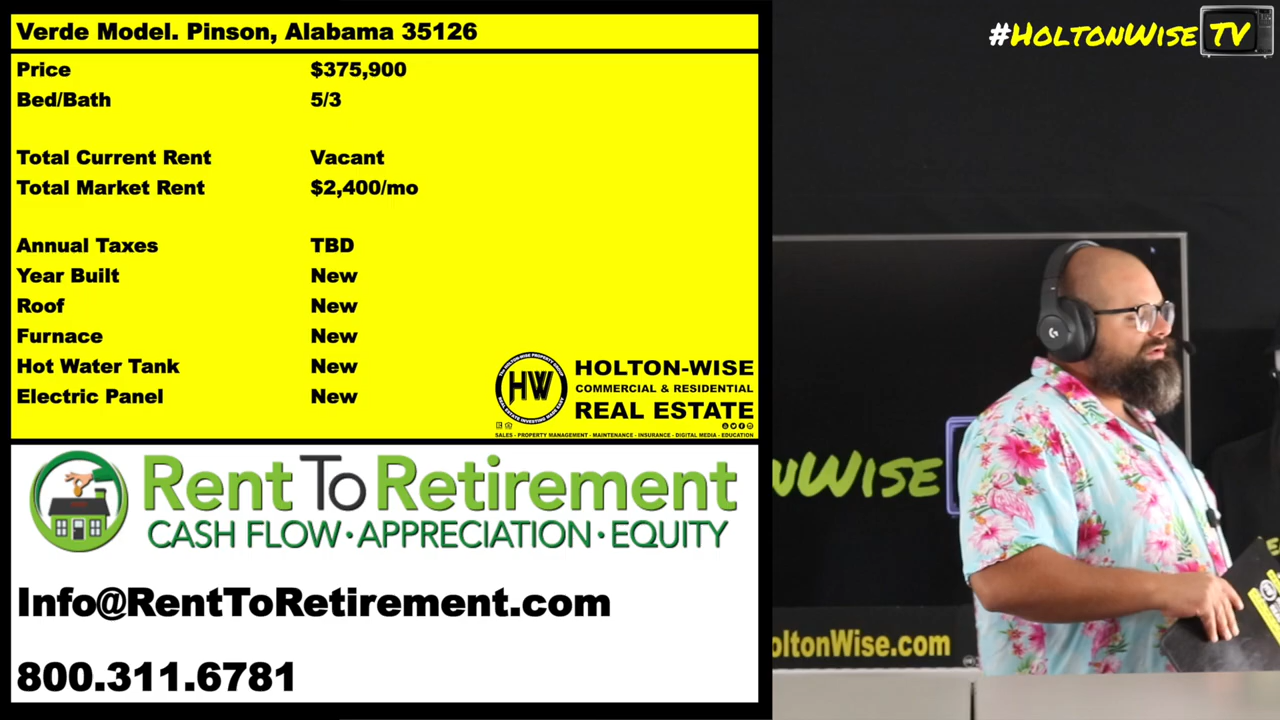 Verde Model. Pinson, Alabama 35126
Price $375,900
Bed/Bath 5/3
Total Current Rent Vacant
Total Market Rent $2,400/mo
Annual Taxes TBD
Year Built New
Roof New
Furnace New
Hot Water Tank New
Electric Panel New
HW
HOLTON-WISE
COMMERCIAL & RESIDENTIAL
REAL ESTATE
SALES - PROPERTY MANAGEMENT - MAINTENANCE - INSURANCE - DIGITAL MEDIA - EDUCATION
Rent To Retirement
CASH FLOW · APPRECIATION · EQUITY
Info@RentToRetirement.com
800.311.6781
#HOLTONWISE TV
NWISE
oltonWise.com